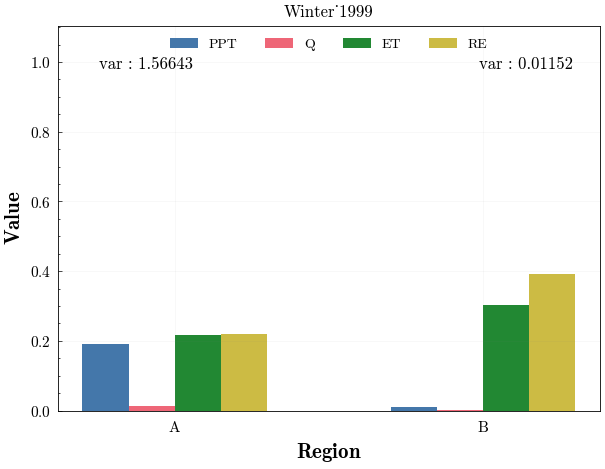 Winter˙1999
PPT Q ET RE
var : 1.56643 var : 0.01152
1.0
0.8
0.6
0.4
0.2
0.0
Value
A B
Region